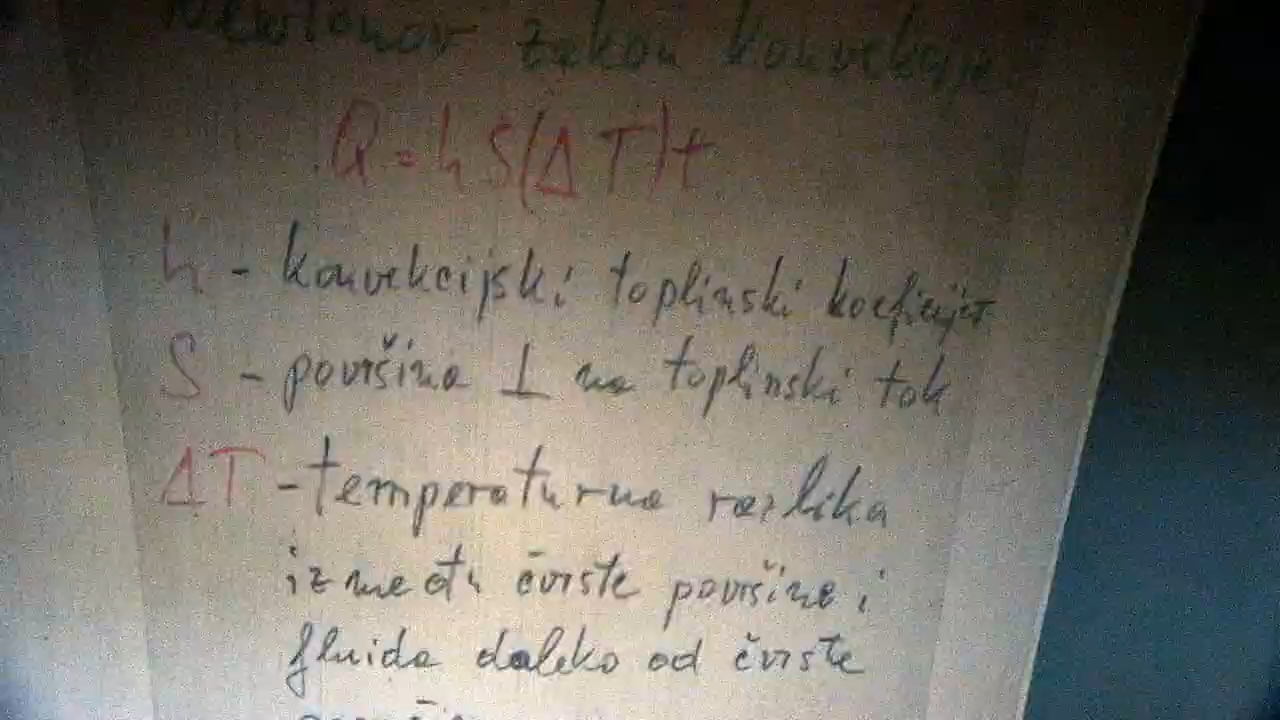 Newtonov zakon konvekcije
Q = h S(ΔT)t
h - konvekcijski toplinski koeficijent
S - površina ⊥ na toplinski tok
ΔT - temperaturna razlika
između čvrste površine i
fluida daleko od čvrste